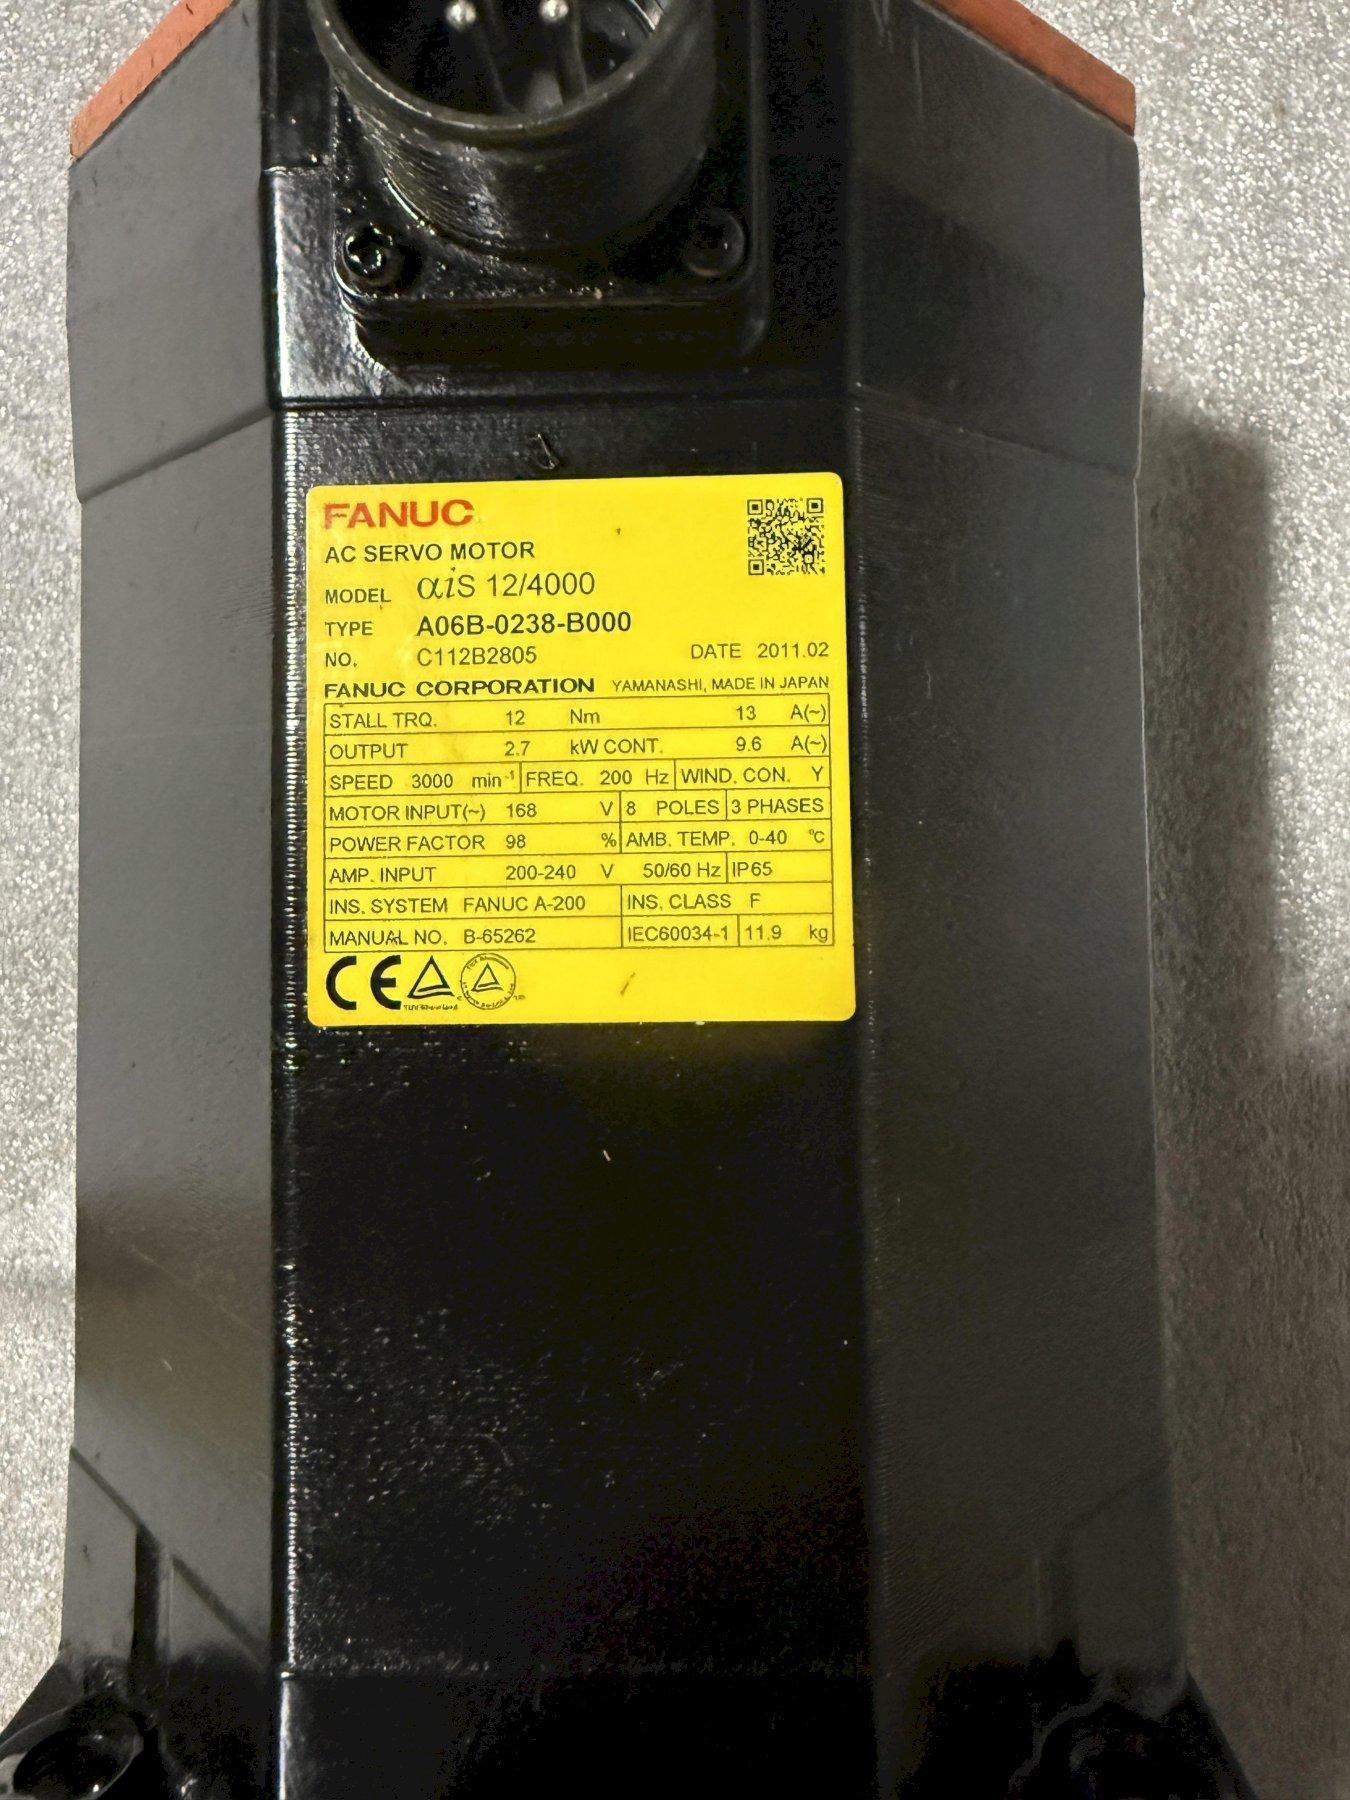 FANUC
AC SERVO MOTOR
MODEL αiS 12/4000
TYPE A06B-0238-B000
NO. C112B2805 DATE 2011.02
FANUC CORPORATION YAMANASHI, MADE IN JAPAN
STALL TRQ. 12 Nm 13 A(~)
OUTPUT 2.7 kW CONT. 9.6 A(~)
SPEED 3000 min-1 FREQ. 200 Hz WIND. CON. Y
MOTOR INPUT(~) 168 V 8 POLES 3 PHASES
POWER FACTOR 98 % AMB. TEMP. 0-40 ℃
AMP. INPUT 200-240 V 50/60 Hz IP65
INS. SYSTEM FANUC A-200 INS. CLASS F
MANUAL NO. B-65262 IEC60034-1 11.9 kg
CE